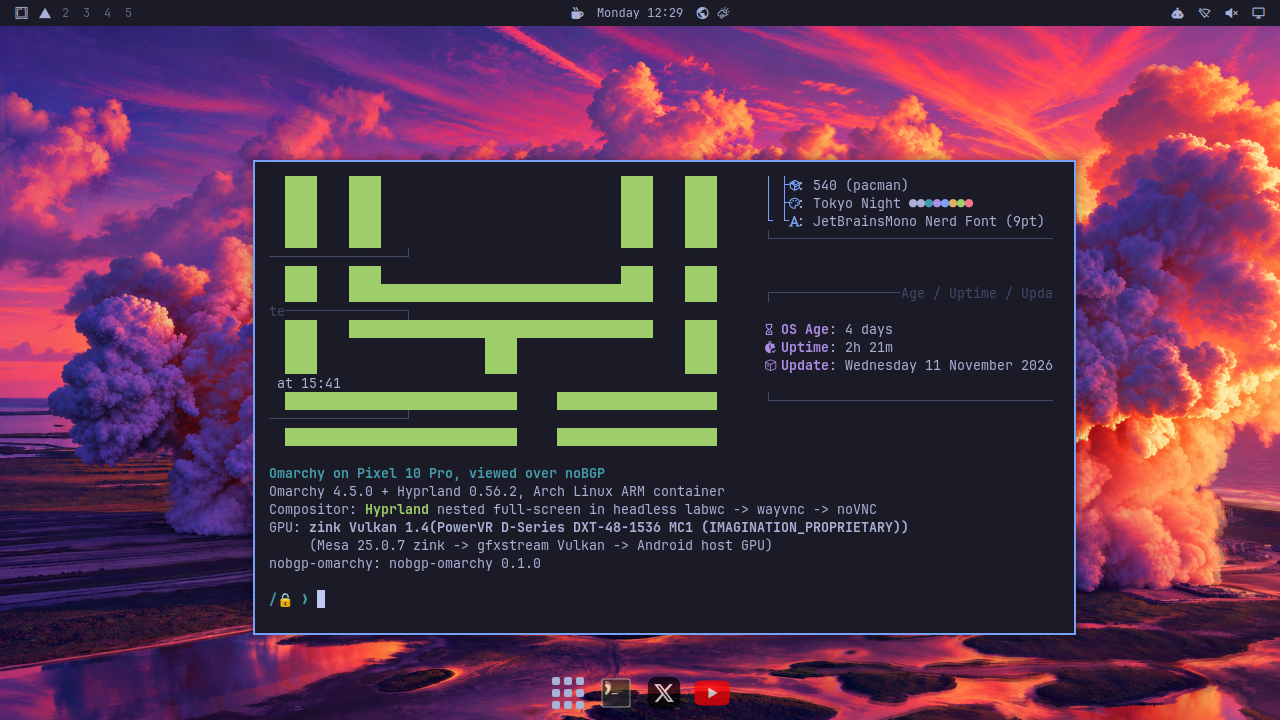 2 3 4 5
Monday 12:29
: 540 (pacman)
: Tokyo Night
: JetBrainsMono Nerd Font (9pt)
Age / Uptime / Upda
te
OS Age: 4 days
Uptime: 2h 21m
Update: Wednesday 11 November 2026
at 15:41
Omarchy on Pixel 10 Pro, viewed over noBGP
Omarchy 4.5.0 + Hyprland 0.56.2, Arch Linux ARM container
Compositor: Hyprland nested full-screen in headless labwc -> wayvnc -> noVNC
GPU: zink Vulkan 1.4(PowerVR D-Series DXT-48-1536 MC1 (IMAGINATION_PROPRIETARY))
(Mesa 25.0.7 zink -> gfxstream Vulkan -> Android host GPU)
nobgp-omarchy: nobgp-omarchy 0.1.0
/🔒 ❯